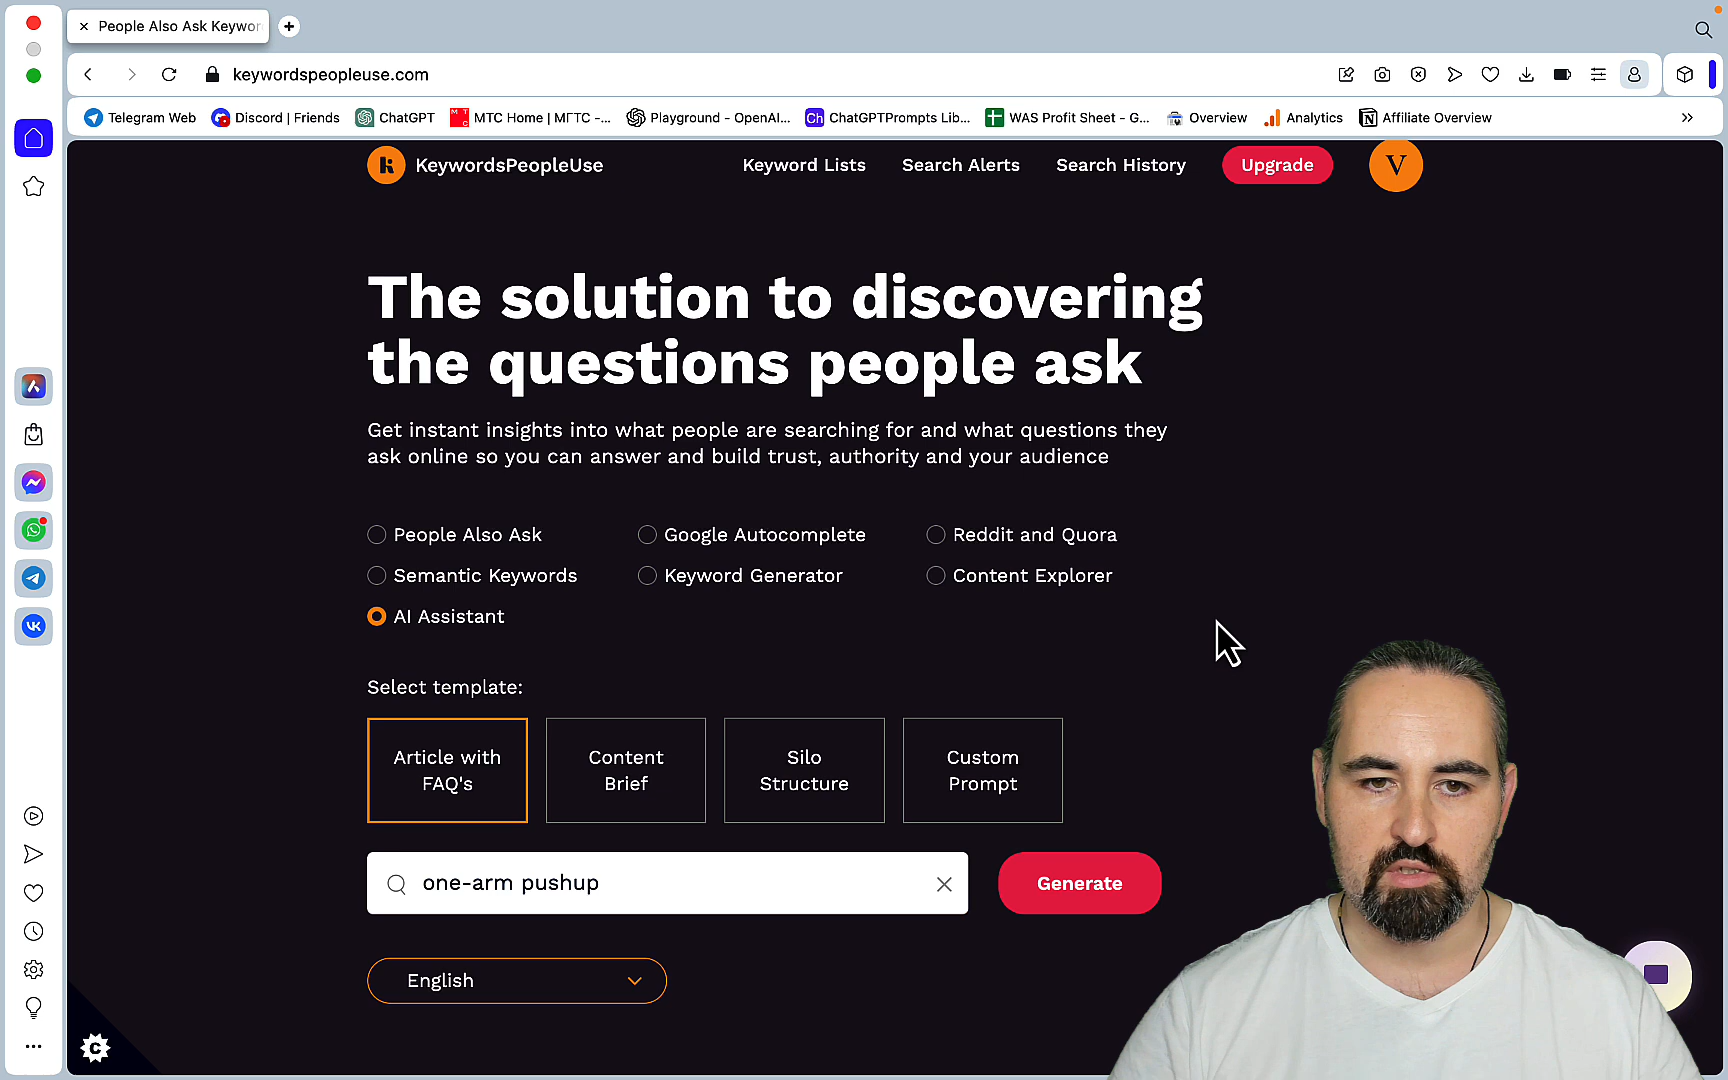 People Also Ask Keywor
keywordspeopleuse.com
Telegram Web
Discord | Friends
ChatGPT
MTC Home | МГТС -...
Playground - OpenAI...
Ch ChatGPTPrompts Lib...
WAS Profit Sheet - G...
Overview
Analytics
Affiliate Overview
KeywordsPeopleUse
Keyword Lists
Search Alerts
Search History
Upgrade
V
The solution to discovering
the questions people ask
Get instant insights into what people are searching for and what questions they
ask online so you can answer and build trust, authority and your audience
People Also Ask
Google Autocomplete
Reddit and Quora
Semantic Keywords
Keyword Generator
Content Explorer
AI Assistant
Select template:
Article with
FAQ's
Content
Brief
Silo
Structure
Custom
Prompt
one-arm pushup
Generate
English